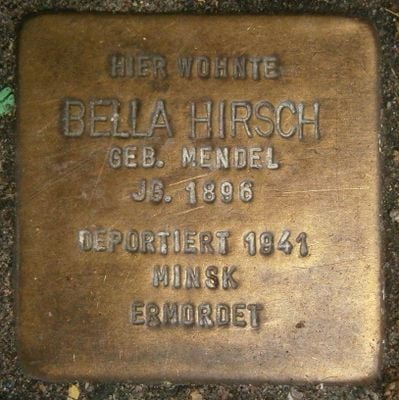 HIER WOHNTE
BELLA HIRSCH
GEB. MENDEL
JG. 1896
DEPORTIERT 1941
MINSK
ERMORDET